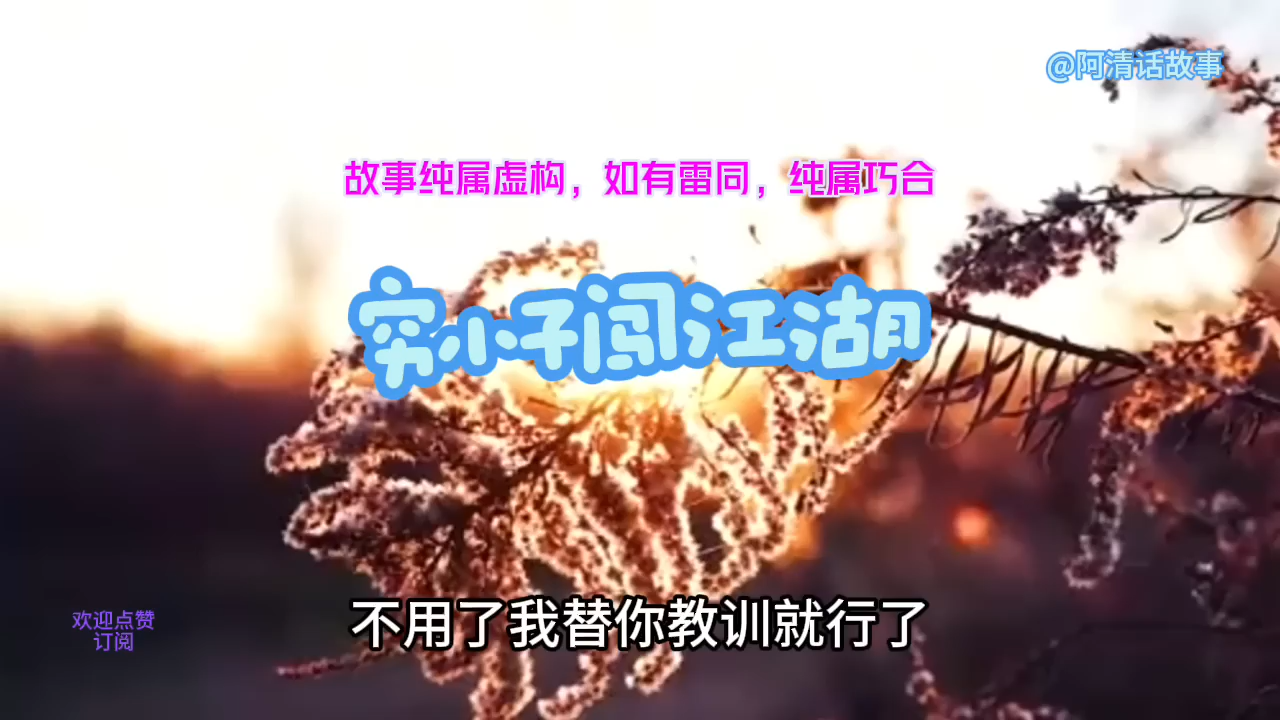 @阿清话故事
故事纯属虚构，如有雷同，纯属巧合
穷小子闯江湖
不用了我替你教训就行了
欢迎点赞
订阅